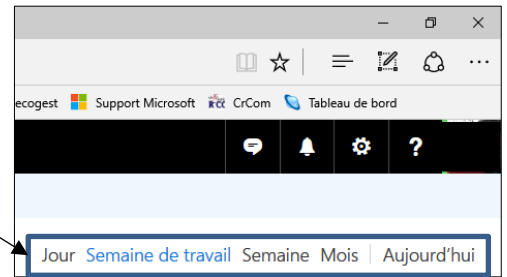 ecogest Support Microsoft CrCom Tableau de bord
?
Jour Semaine de travail Semaine Mois Aujourd'hui